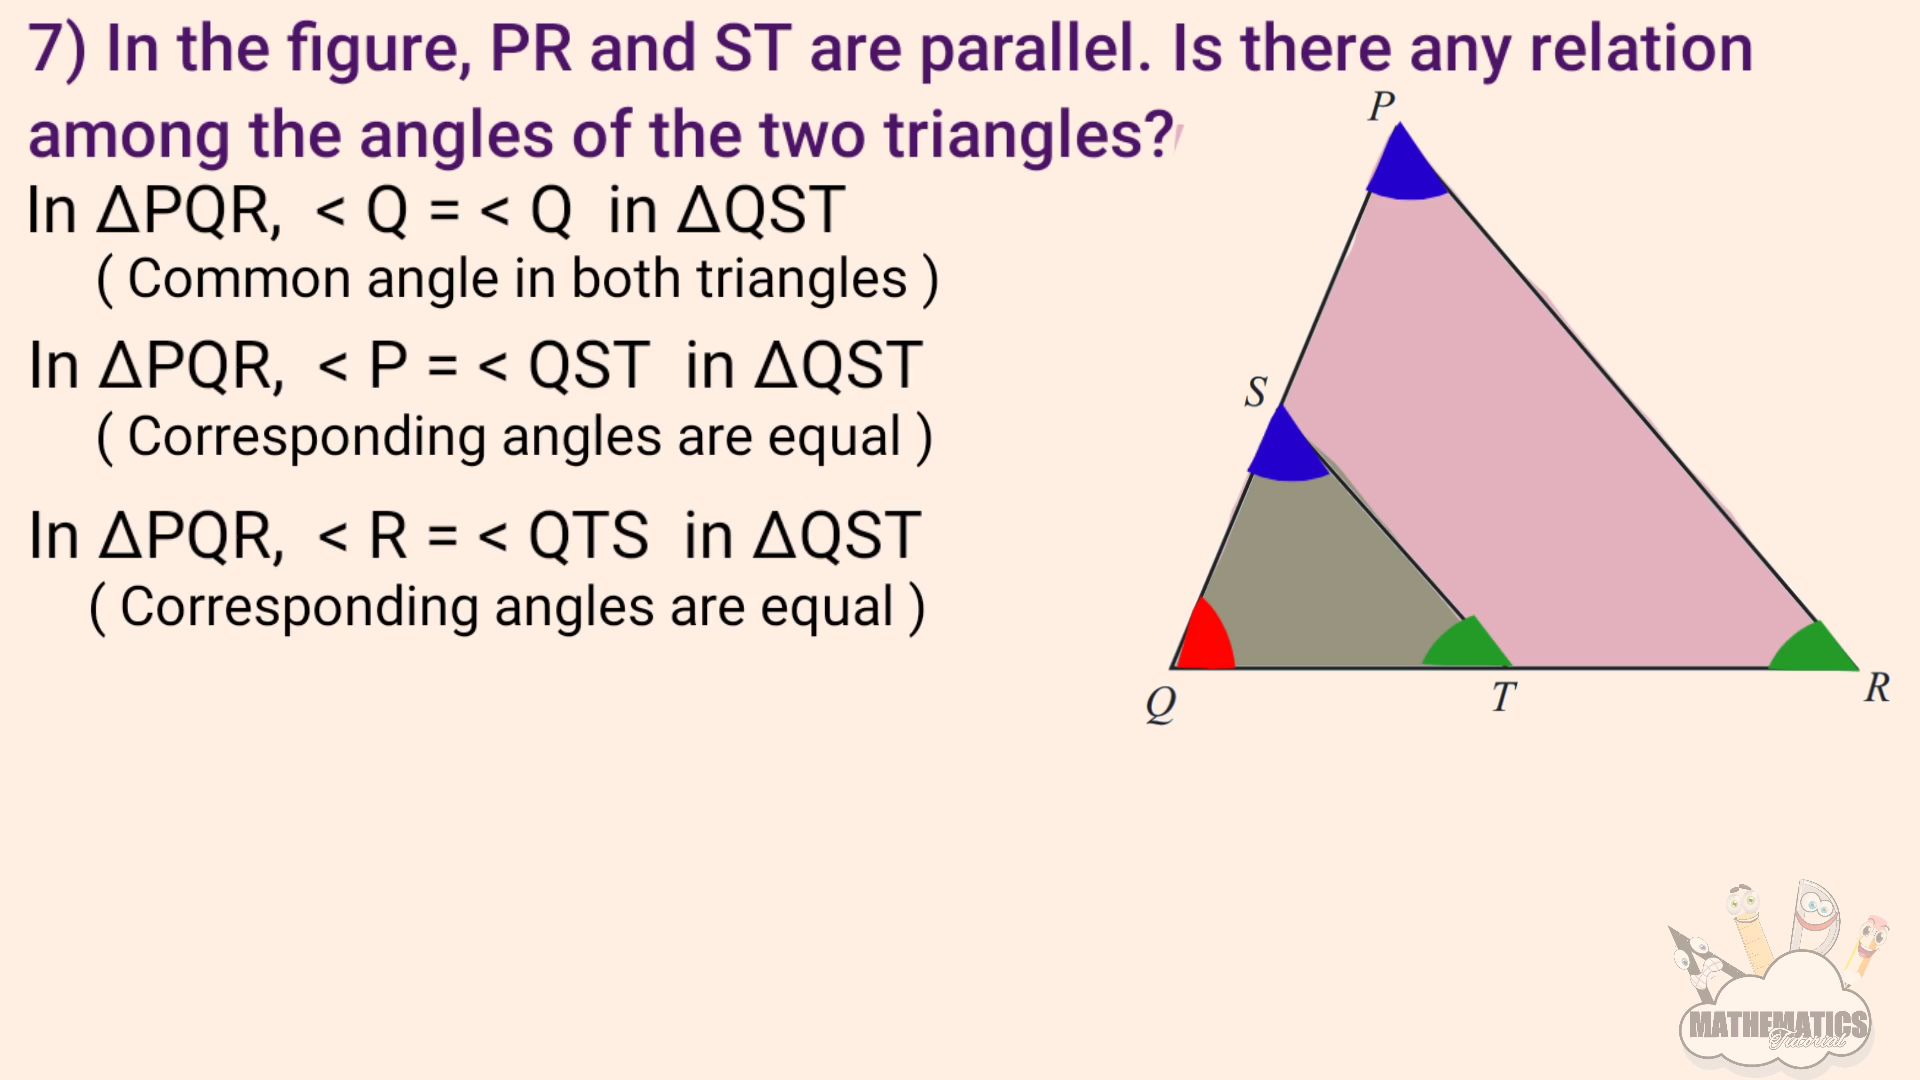 7) In the figure, PR and ST are parallel. Is there any relation
among the angles of the two triangles?
In ΔPQR, < Q = < Q in ΔQST
( Common angle in both triangles )
In ΔPQR, < P = < QST in ΔQST
( Corresponding angles are equal )
In ΔPQR, < R = < QTS in ΔQST
( Corresponding angles are equal )
P
S
Q
T
R
MATHEMATICS
Tutorial